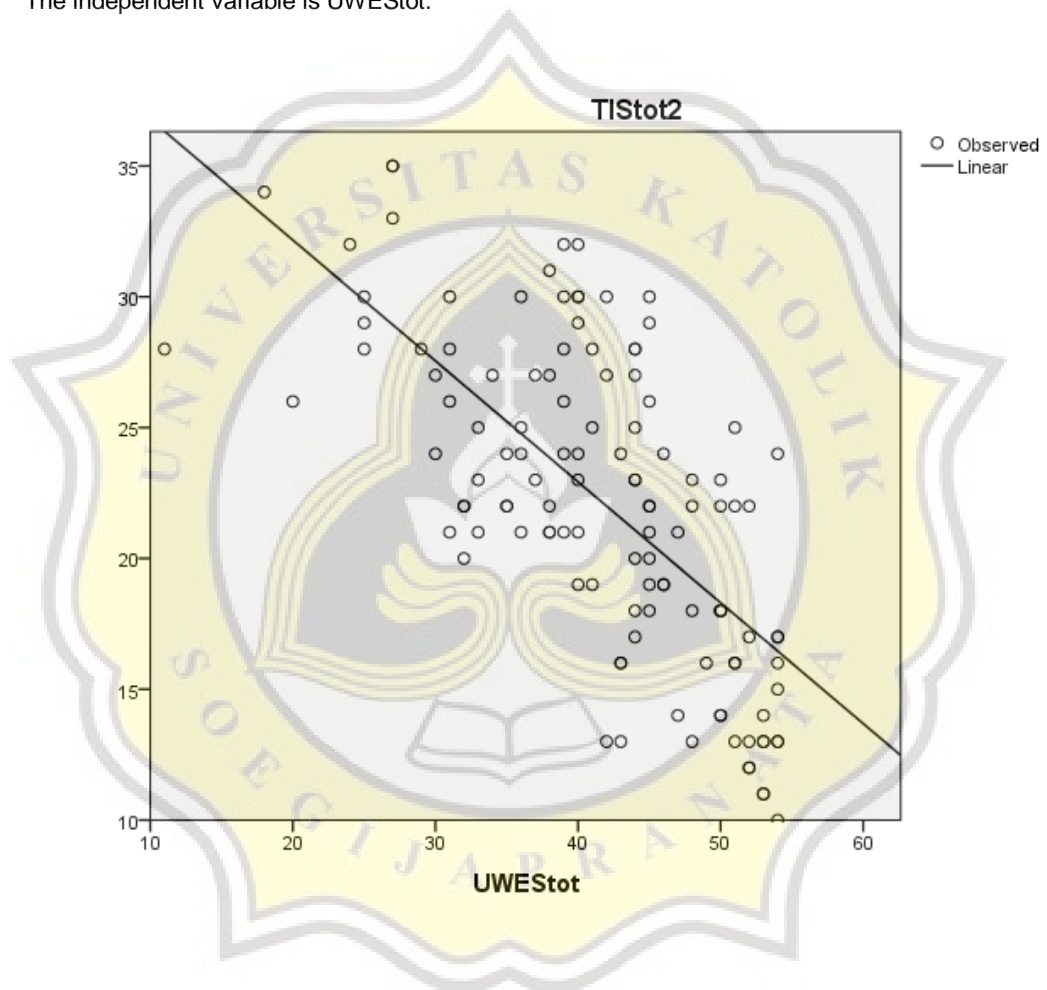 The independent variable is UWEStot.
TIStot2
Observed
Linear
35
30
25
20
15
10
10 20 30 40 50 60
UWEStot
UNIVERSITAS KATOLIK
SOEGIJAPRANATA